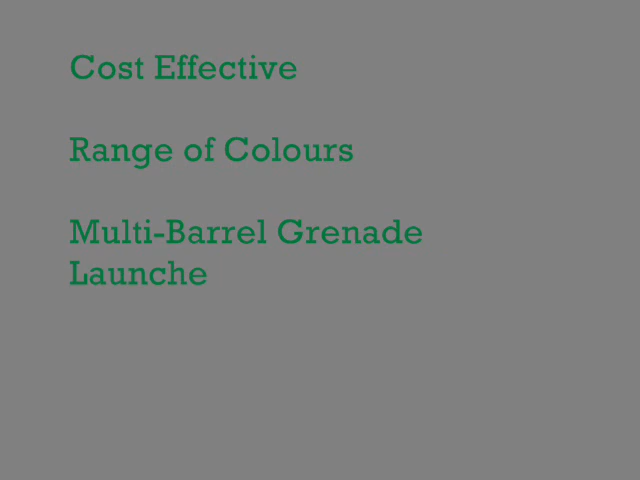 Cost Effective
Range of Colours
Multi-Barrel Grenade
Launche